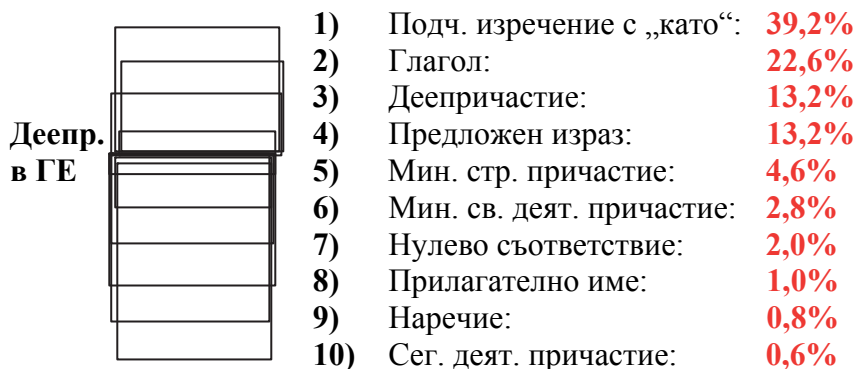 1) Подч. изречение с „като“: 39,2%
2) Глагол: 22,6%
3) Деепричастие: 13,2%
Деепр. в ГЕ
4) Предложен израз: 13,2%
5) Мин. стр. причастие: 4,6%
6) Мин. св. деят. причастие: 2,8%
7) Нулево съответствие: 2,0%
8) Прилагателно име: 1,0%
9) Наречие: 0,8%
10) Сег. деят. причастие: 0,6%